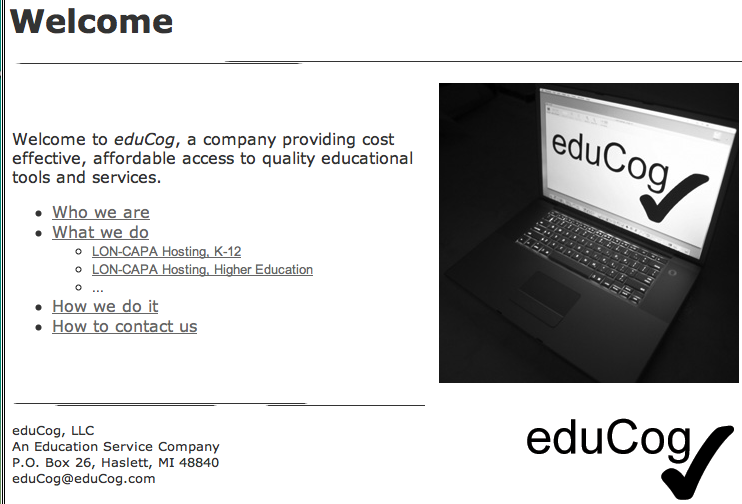 Welcome
Welcome to eduCog, a company providing cost
effective, affordable access to quality educational
tools and services.
Who we are
What we do
LON-CAPA Hosting, K-12
LON-CAPA Hosting, Higher Education
...
How we do it
How to contact us
eduCog
eduCog, LLC
An Education Service Company
P.O. Box 26, Haslett, MI 48840
eduCog@eduCog.com
eduCog